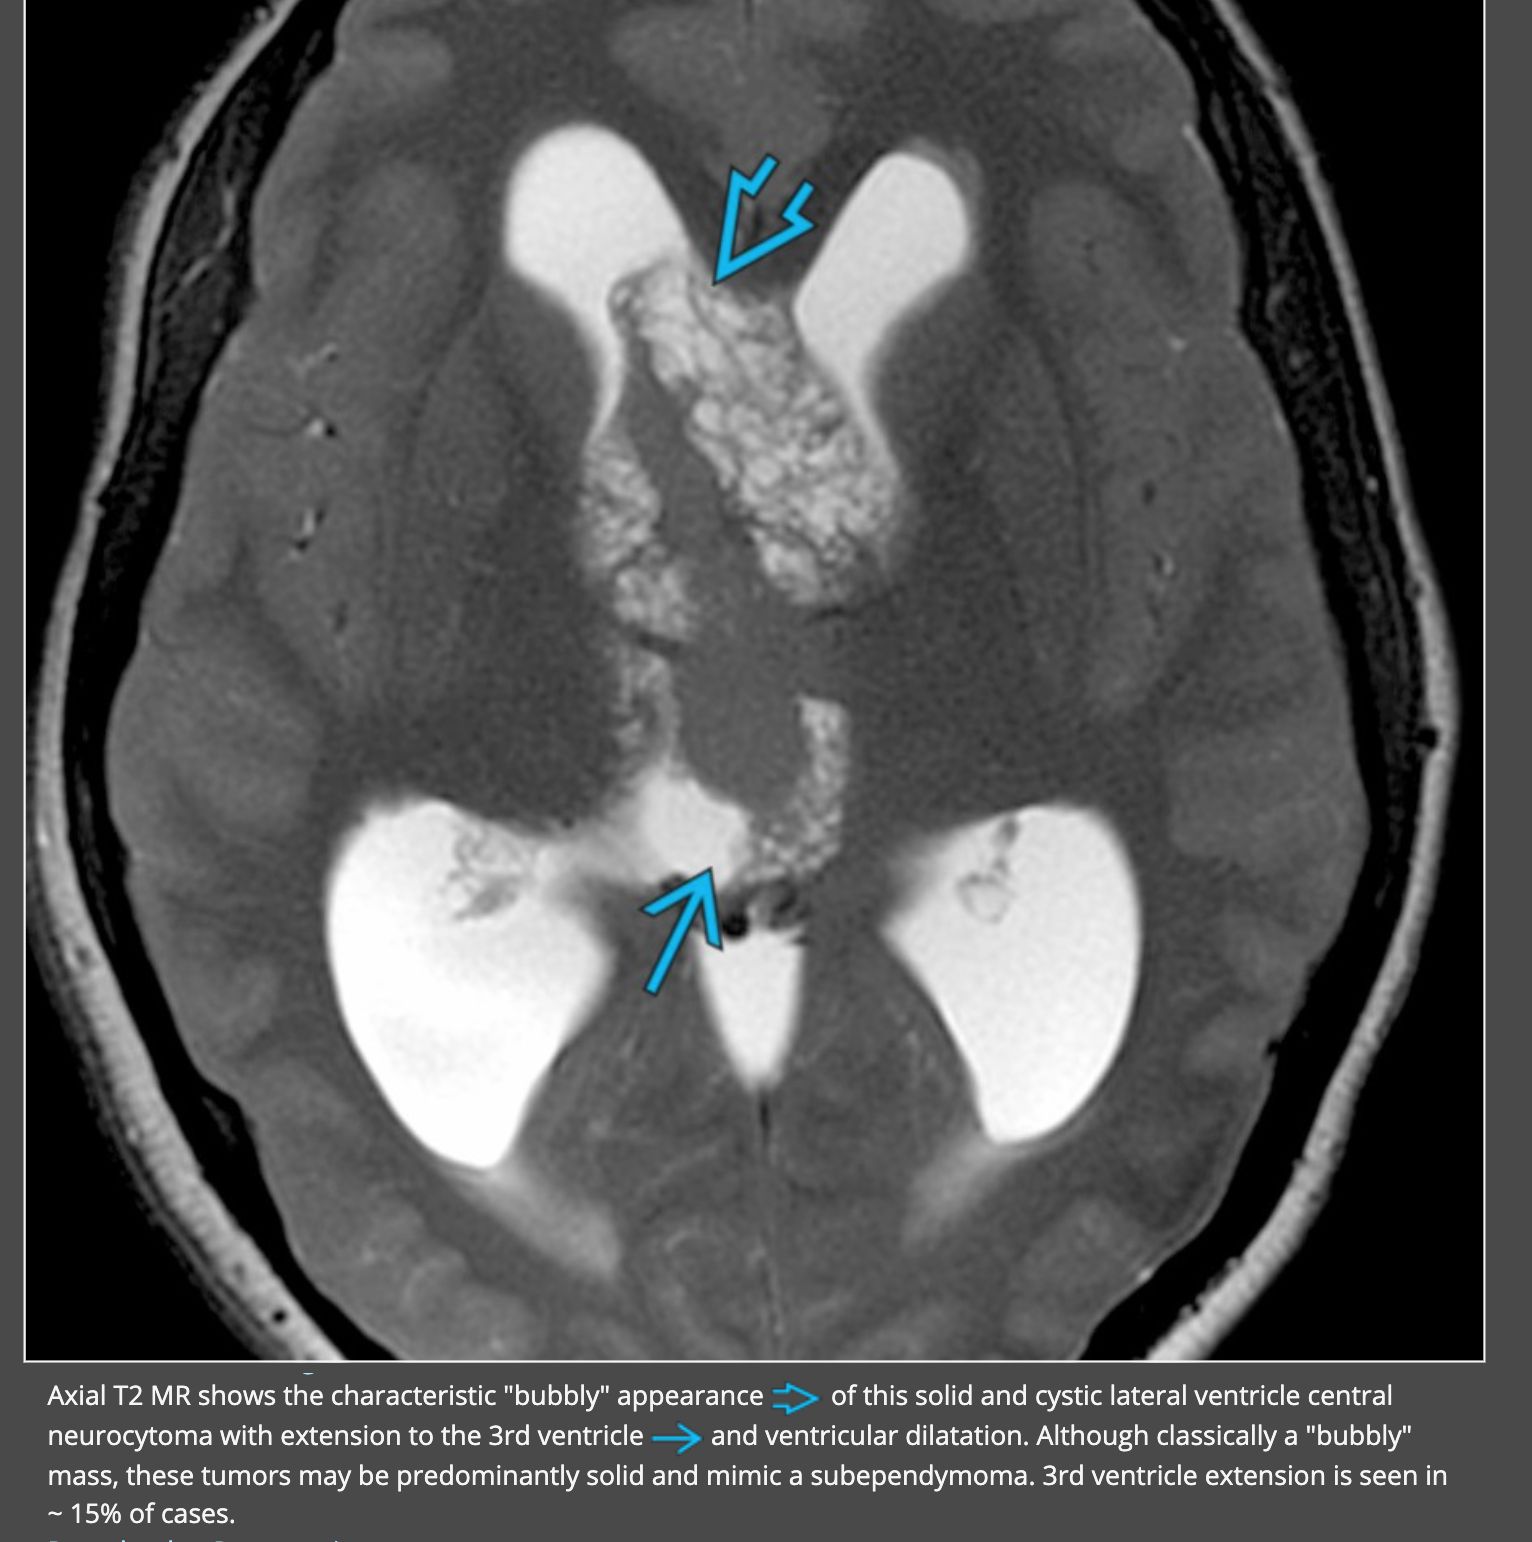 Axial T2 MR shows the characteristic "bubbly" appearance of this solid and cystic lateral ventricle central
neurocytoma with extension to the 3rd ventricle and ventricular dilatation. Although classically a "bubbly"
mass, these tumors may be predominantly solid and mimic a subependymoma. 3rd ventricle extension is seen in
~ 15% of cases.